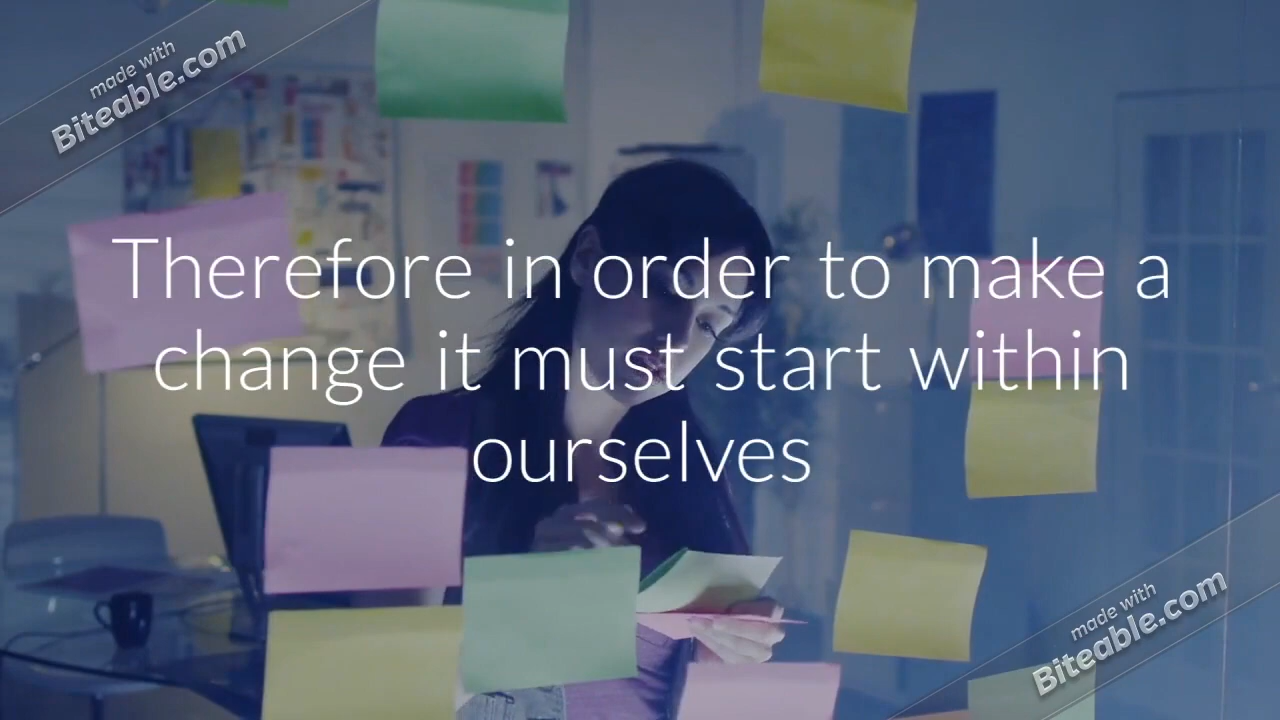 made with
Biteable.com
Therefore in order to make a
change it must start within
ourselves
made with
Biteable.com